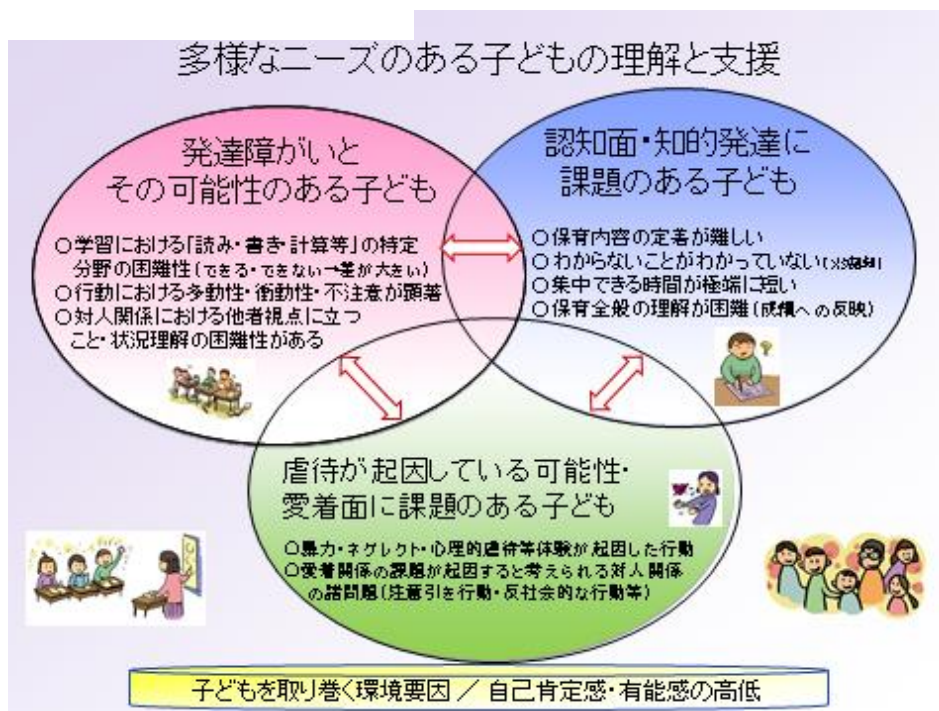 多様なニーズのある子どもの理解と支援
発達障がいと
その可能性のある子ども
○学習における「読み・書き・計算等」の特定
分野の困難性(できる・できない→差が大きい)
○行動における多動性・衝動性・不注意が顕著
○対人関係における他者視点に立つ
こと・状況理解の困難性がある
認知面・知的発達に
課題のある子ども
○保育内容の定着が難しい
○わからないことがわかっていない
○集中できる時間が極端に短い
○保育全般の理解が困難(成績への反映)
虐待が起因している可能性・
愛着面に課題のある子ども
○暴力・ネグレクト・心理的虐待等体験が起因した行動
○愛着関係の課題が起因すると考えられる対人関係
の諸問題(注意引き行動・反社会的な行動等)
子どもを取り巻く環境要因 / 自己肯定感・有能感の高低